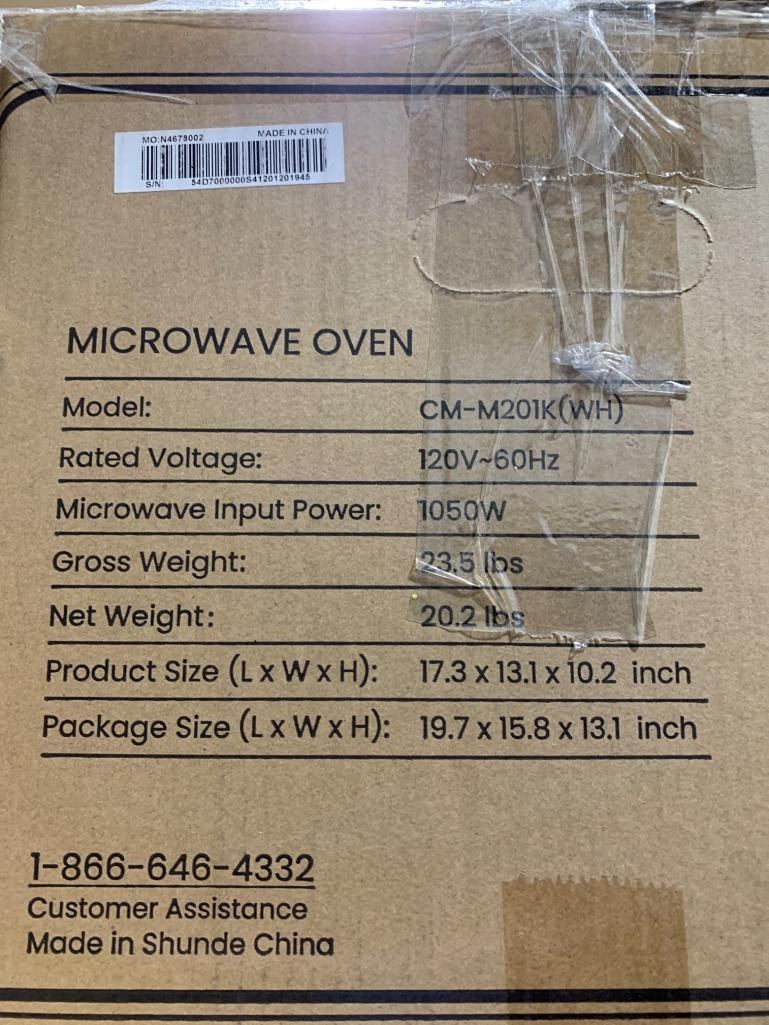 MO:N4678002 MADE IN CHINA
S/N: 54D7000000S41201201945
MICROWAVE OVEN
Model: CM-M201K(WH)
Rated Voltage: 120V~60Hz
Microwave Input Power: 1050W
Gross Weight: 23.5 lbs
Net Weight: 20.2 lbs
Product Size (L x W x H): 17.3 x 13.1 x 10.2 inch
Package Size (L x W x H): 19.7 x 15.8 x 13.1 inch
1-866-646-4332
Customer Assistance
Made in Shunde China